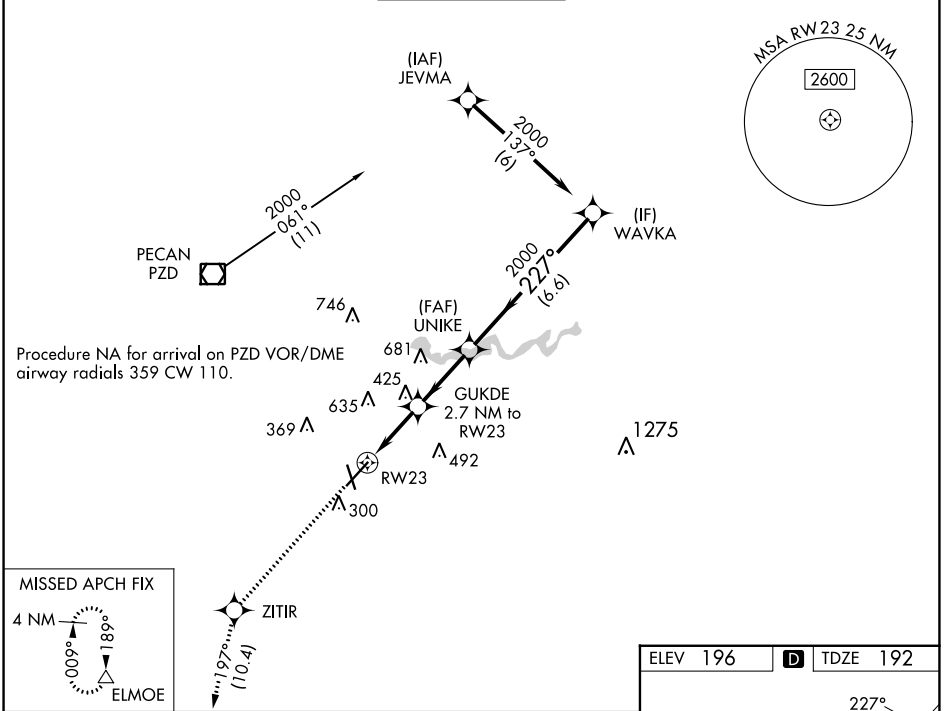 MSA RW23 25 NM
2600
(IAF)
JEVMA
2000
137°
(6)
(IF)
WAVKA
2000
061°
(11)
PECAN
PZD
2000
227°
(6.6)
(FAF)
UNIKE
746
Procedure NA for arrival on PZD VOR/DME
airway radials 359 CW 110.
681
425
635
GUKDE
2.7 NM to
RW23
369
1275
492
RW23
300
MISSED APCH FIX
4 NM
009°
189°
ELMOE
ZITIR
197°
(10.4)
ELEV 196 D TDZE 192
227°